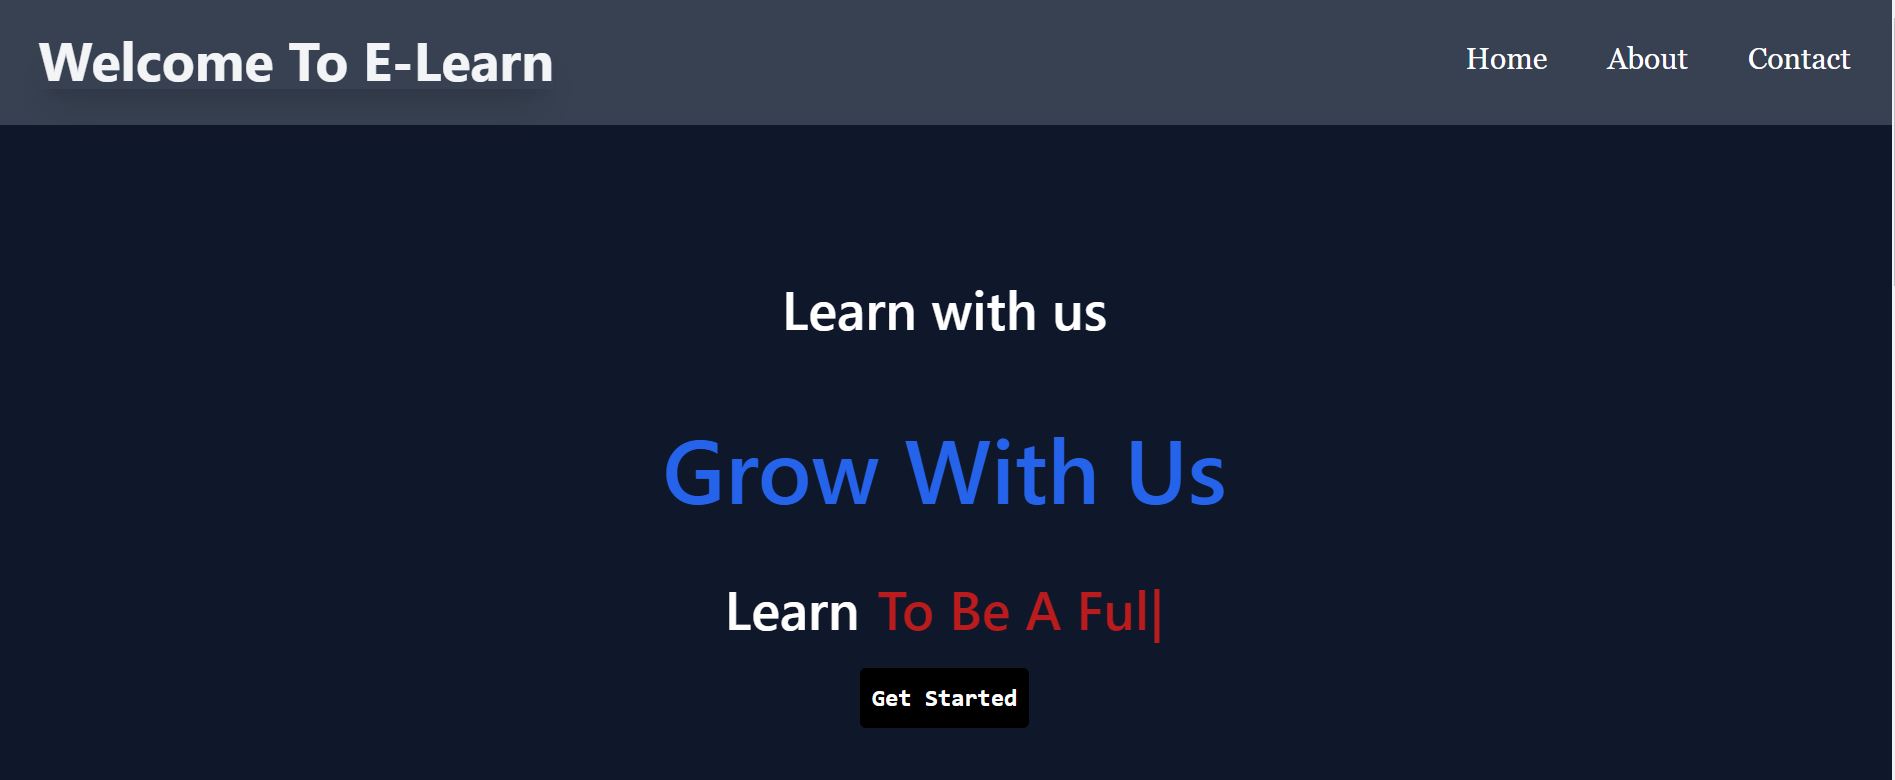 Welcome To E-Learn
Home About Contact
Learn with us
Grow With Us
Learn To Be A Ful|
Get Started